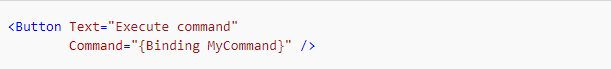 <Button Text="Execute command"
Command="{Binding MyCommand}" />